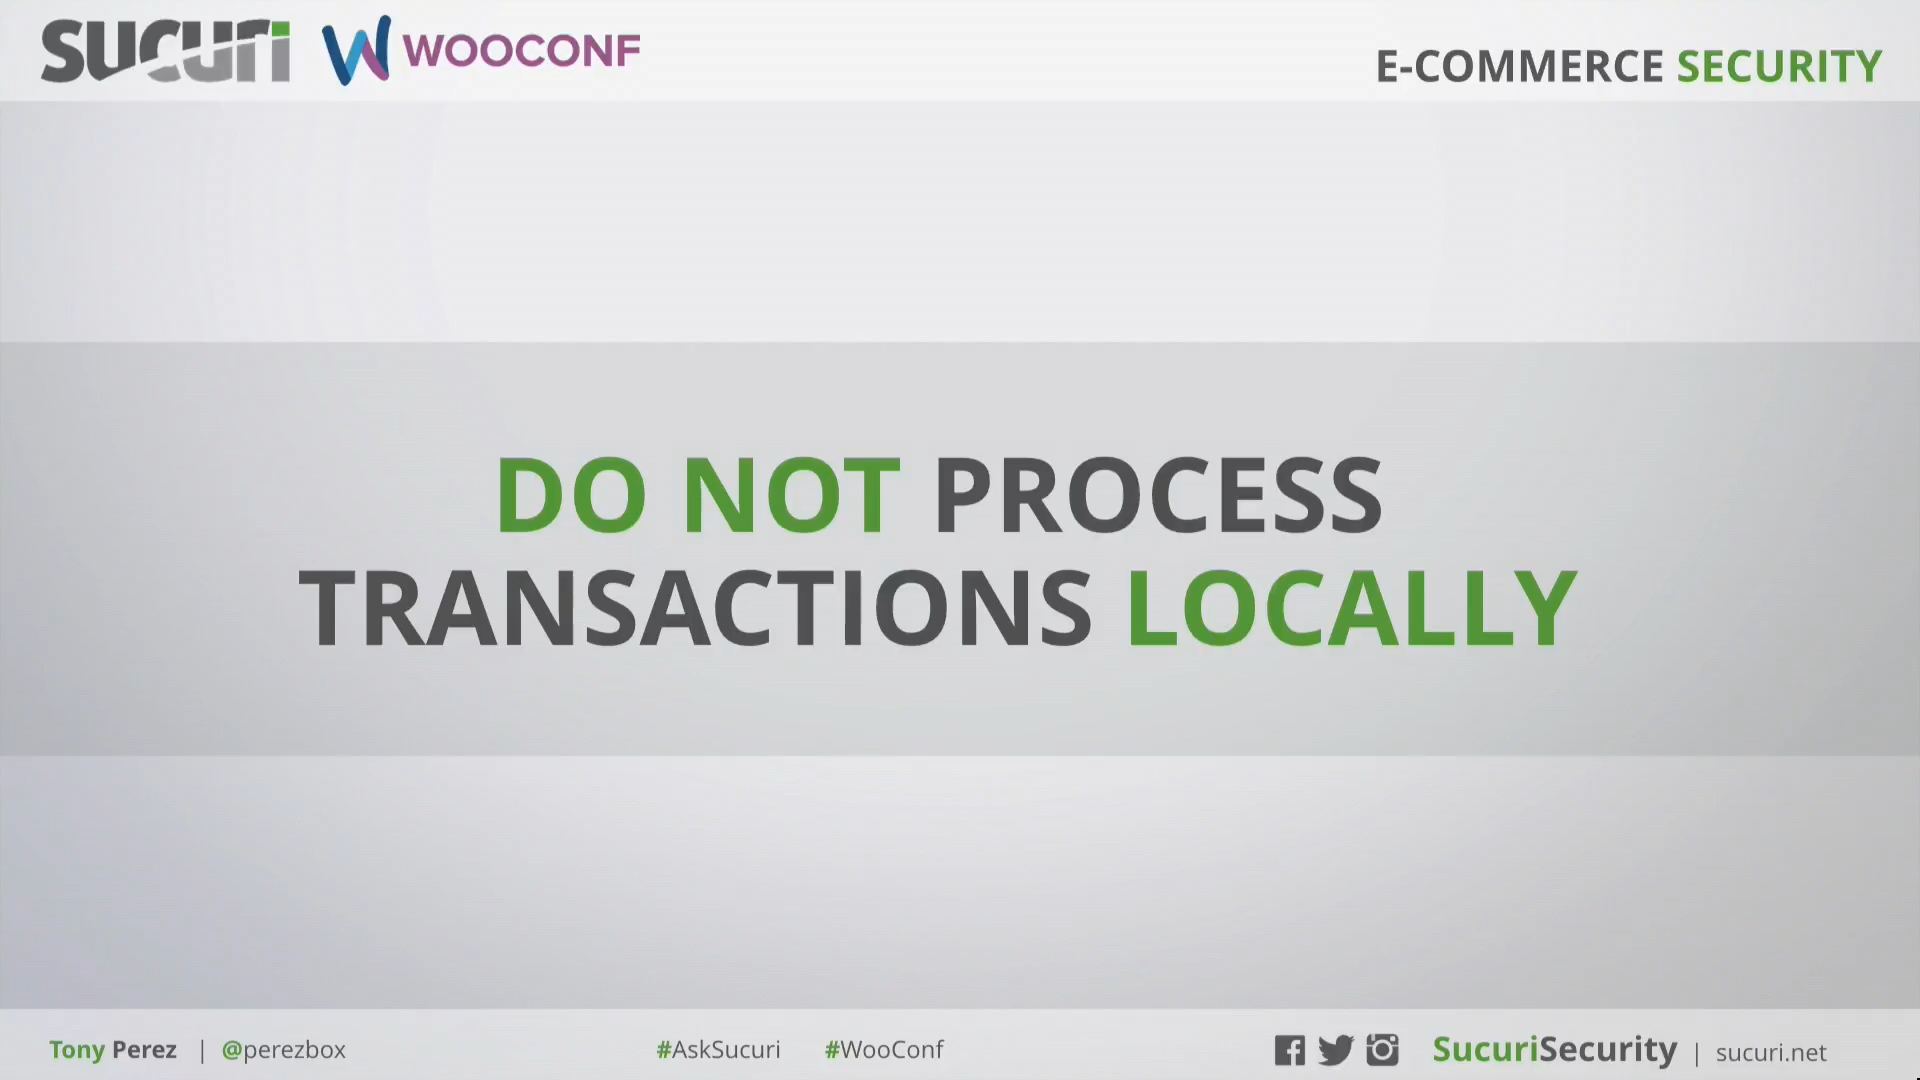 SUCURI WOOCONF
E-COMMERCE SECURITY
DO NOT PROCESS
TRANSACTIONS LOCALLY
Tony Perez | @perezbox
#AskSucuri #WooConf
SucuriSecurity | sucuri.net